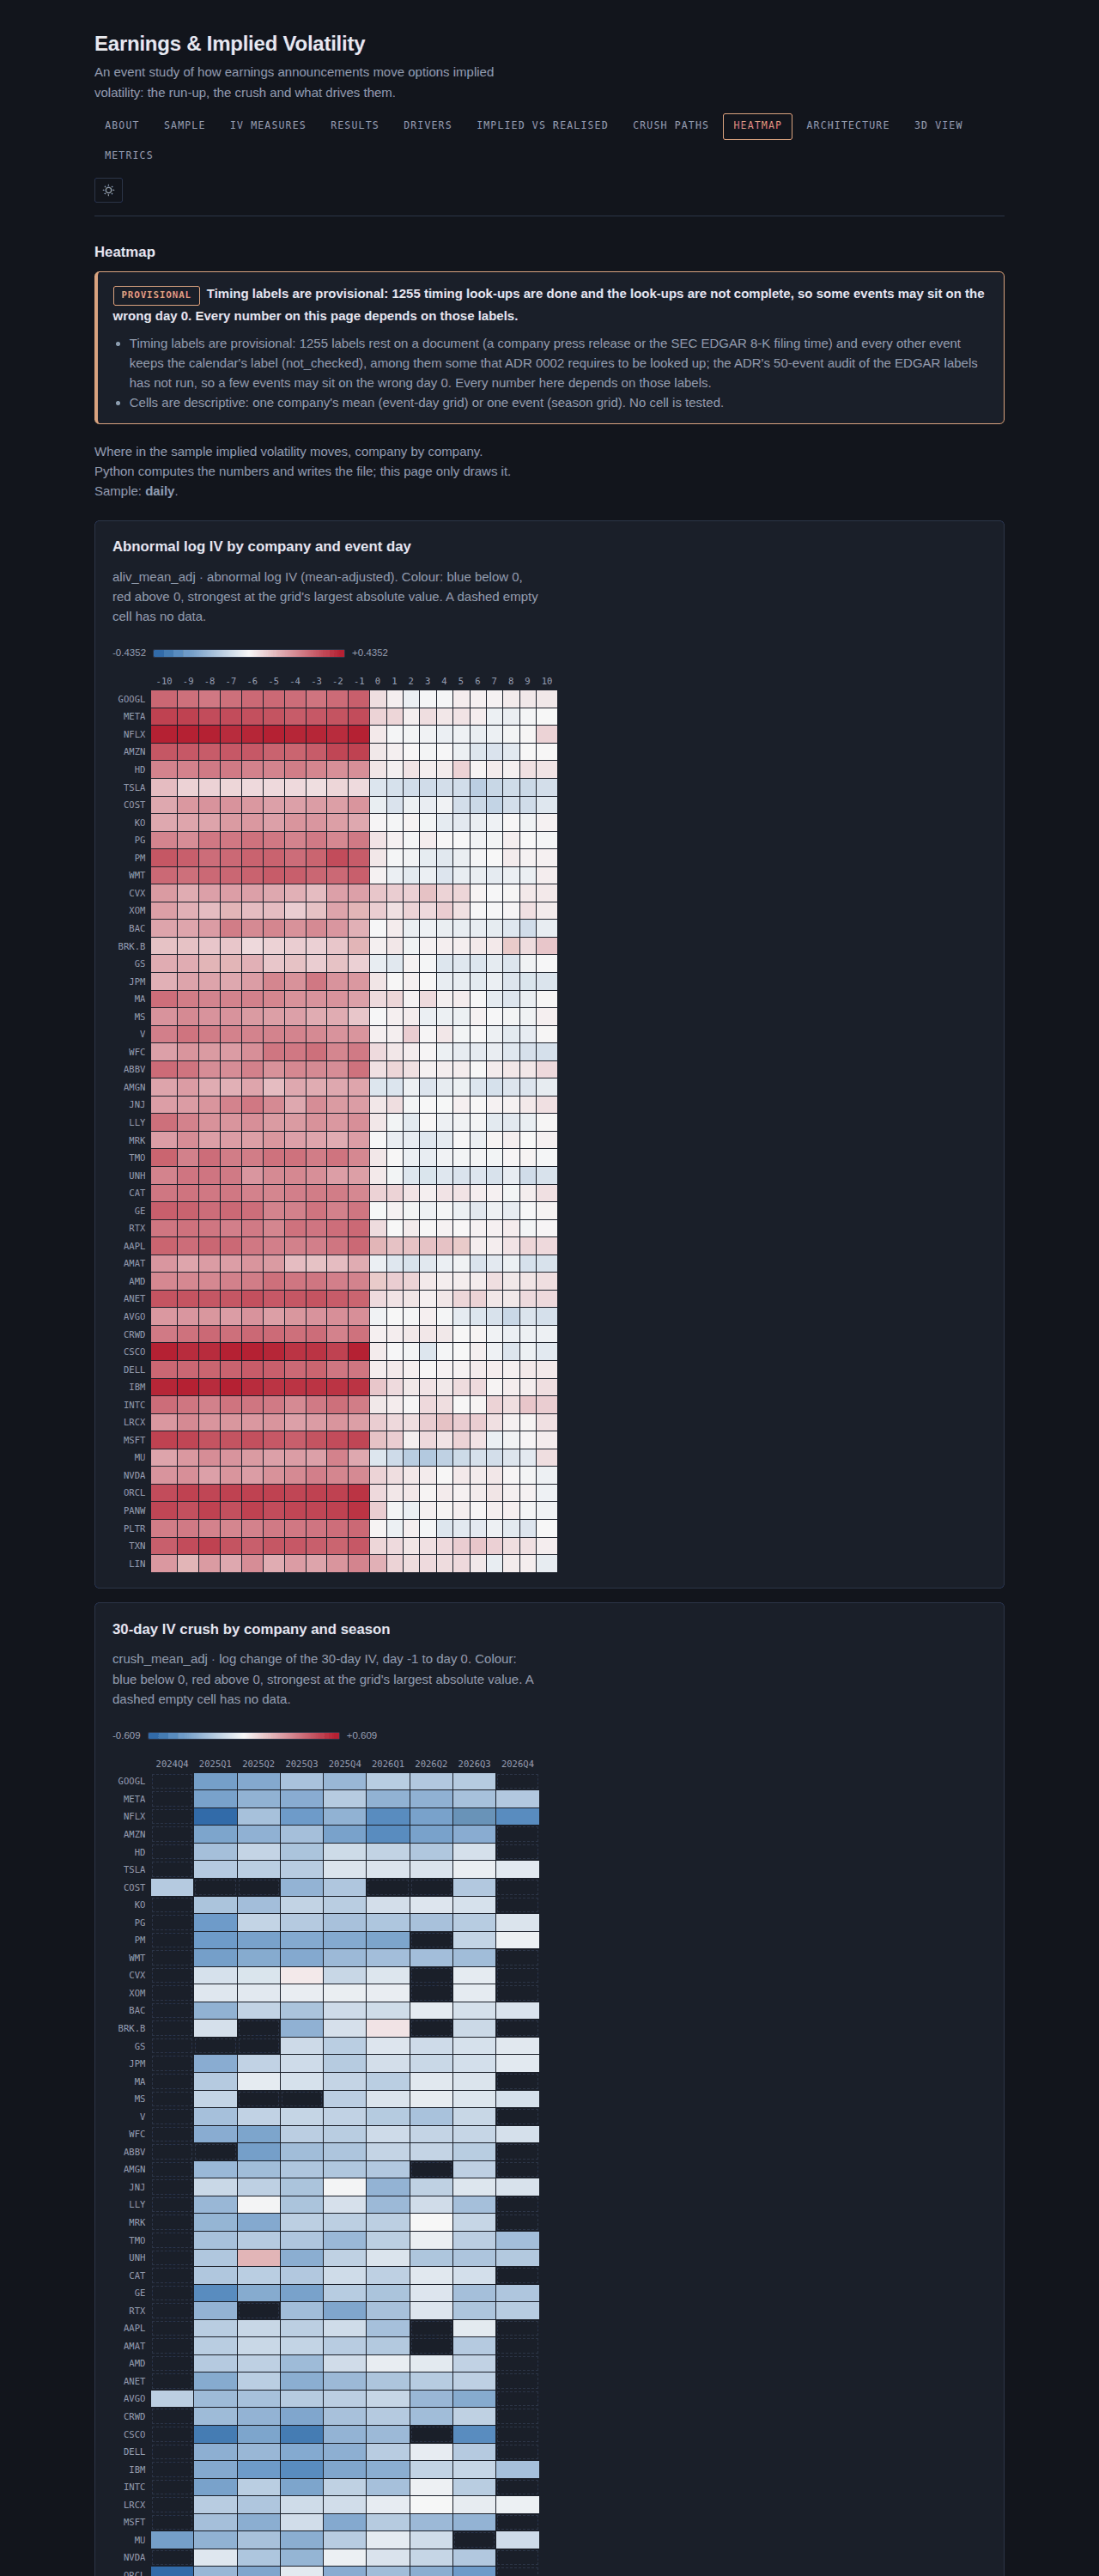 Earnings & Implied Volatility
An event study of how earnings announcements move options implied
volatility: the run-up, the crush and what drives them.
ABOUT SAMPLE IV MEASURES RESULTS DRIVERS IMPLIED VS REALISED CRUSH PATHS HEATMAP ARCHITECTURE 3D VIEW
METRICS
Heatmap
PROVISIONAL Timing labels are provisional: 1255 timing look-ups are done and the look-ups are not complete, so some events may sit on the
wrong day 0. Every number on this page depends on those labels.
• Timing labels are provisional: 1255 labels rest on a document (a company press release or the SEC EDGAR 8-K filing time) and every other event
keeps the calendar's label (not_checked), among them some that ADR 0002 requires to be looked up; the ADR's 50-event audit of the EDGAR labels
has not run, so a few events may sit on the wrong day 0. Every number here depends on those labels.
• Cells are descriptive: one company's mean (event-day grid) or one event (season grid). No cell is tested.
Where in the sample implied volatility moves, company by company.
Python computes the numbers and writes the file; this page only draws it.
Sample: daily.
Abnormal log IV by company and event day
aliv_mean_adj · abnormal log IV (mean-adjusted). Colour: blue below 0,
red above 0, strongest at the grid's largest absolute value. A dashed empty
cell has no data.
-0.4352 +0.4352
-10 -9 -8 -7 -6 -5 -4 -3 -2 -1 0 1 2 3 4 5 6 7 8 9 10
GOOGL
META
NFLX
AMZN
HD
TSLA
COST
KO
PG
PM
WMT
CVX
XOM
BAC
BRK.B
GS
JPM
MA
MS
V
WFC
ABBV
AMGN
JNJ
LLY
MRK
TMO
UNH
CAT
GE
RTX
AAPL
AMAT
AMD
ANET
AVGO
CRWD
CSCO
DELL
IBM
INTC
LRCX
MSFT
MU
NVDA
ORCL
PANW
PLTR
TXN
LIN
30-day IV crush by company and season
crush_mean_adj · log change of the 30-day IV, day -1 to day 0. Colour:
blue below 0, red above 0, strongest at the grid's largest absolute value. A
dashed empty cell has no data.
-0.609 +0.609
2024Q4 2025Q1 2025Q2 2025Q3 2025Q4 2026Q1 2026Q2 2026Q3 2026Q4
GOOGL
META
NFLX
AMZN
HD
TSLA
COST
KO
PG
PM
WMT
CVX
XOM
BAC
BRK.B
GS
JPM
MA
MS
V
WFC
ABBV
AMGN
JNJ
LLY
MRK
TMO
UNH
CAT
GE
RTX
AAPL
AMAT
AMD
ANET
AVGO
CRWD
CSCO
DELL
IBM
INTC
LRCX
MSFT
MU
NVDA
ORCL